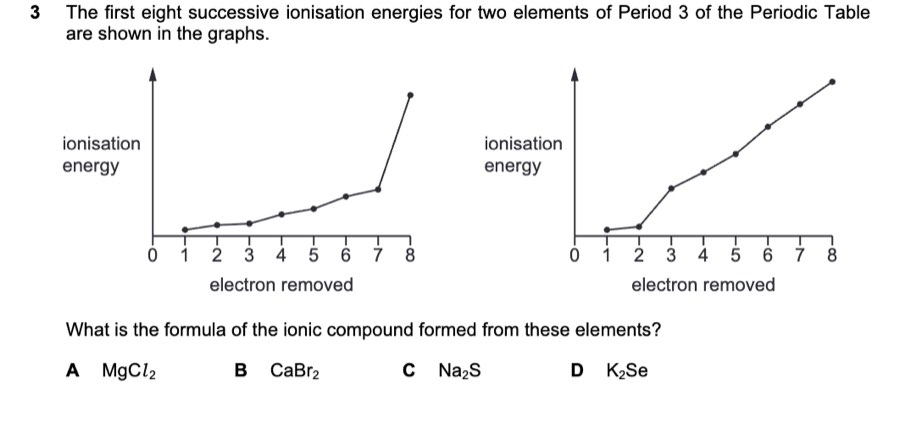 3 The first eight successive ionisation energies for two elements of Period 3 of the Periodic Table
are shown in the graphs.
ionisation
energy
0 1 2 3 4 5 6 7 8
electron removed
ionisation
energy
0 1 2 3 4 5 6 7 8
electron removed
What is the formula of the ionic compound formed from these elements?
A MgCl₂ B CaBr₂ C Na₂S D K₂Se